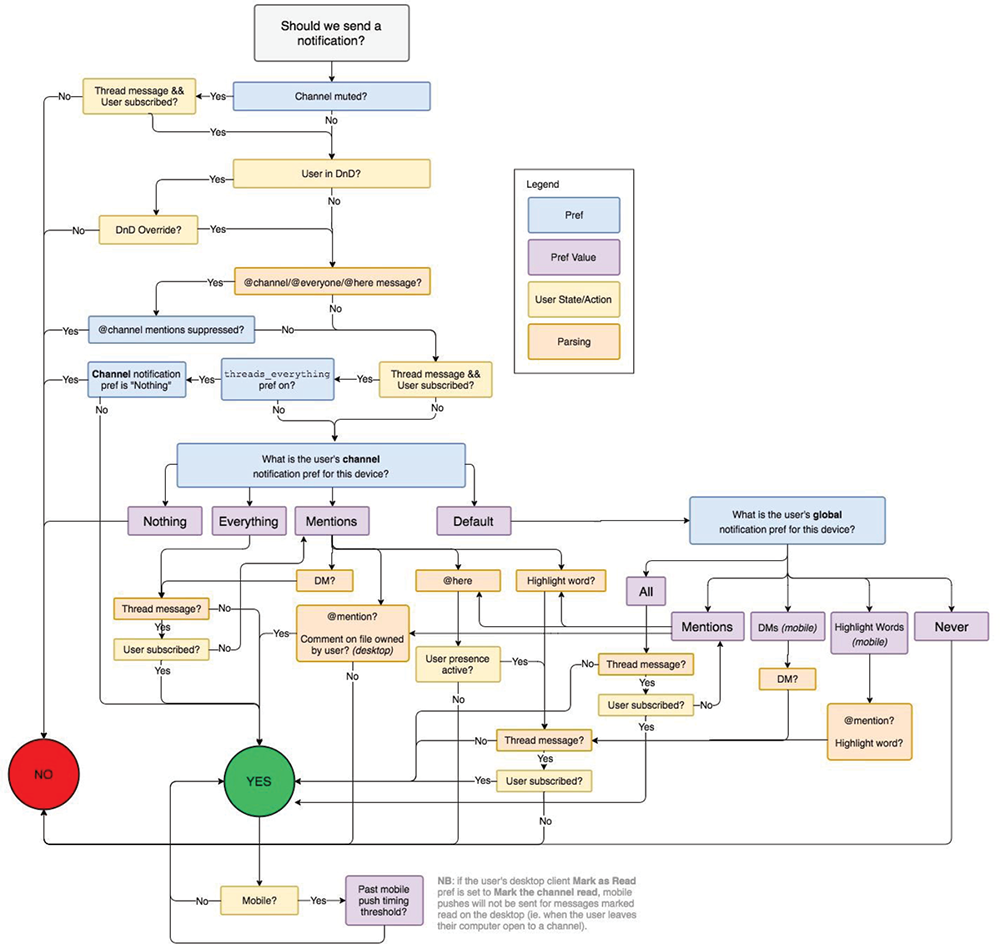 Should we send a
notification?
Channel muted?
Yes
Thread message &&
User subscribed?
No
No
Yes
User in DnD?
Yes
No
DnD Override?
No
Yes
@channel/@everyone/@here message?
Yes
No
@channel mentions suppressed?
Yes
No
Legend
Pref
Pref Value
User State/Action
Parsing
Channel notification
pref is "Nothing"
Yes
No
threads_everything
pref on?
Yes
No
Thread message &&
User subscribed?
Yes
No
What is the user's channel
notification pref for this device?
Nothing
Everything
Mentions
Default
What is the user's global
notification pref for this device?
DM?
@here
Highlight word?
All
Thread message?
No
Yes
User subscribed?
No
Yes
@mention?
Comment on file owned
by user? (desktop)
Yes
No
User presence
active?
Yes
No
Mentions
DMs (mobile)
Highlight Words
(mobile)
Never
Thread message?
No
Yes
User subscribed?
No
Yes
DM?
@mention?
Highlight word?
Thread message?
No
Yes
User subscribed?
Yes
No
NO
YES
Mobile?
No
Yes
Past mobile
push timing
threshold?
NB: if the user's desktop client Mark as Read
pref is set to Mark the channel read, mobile
pushes will not be sent for messages marked
read on the desktop (ie. when the user leaves
their computer open to a channel).